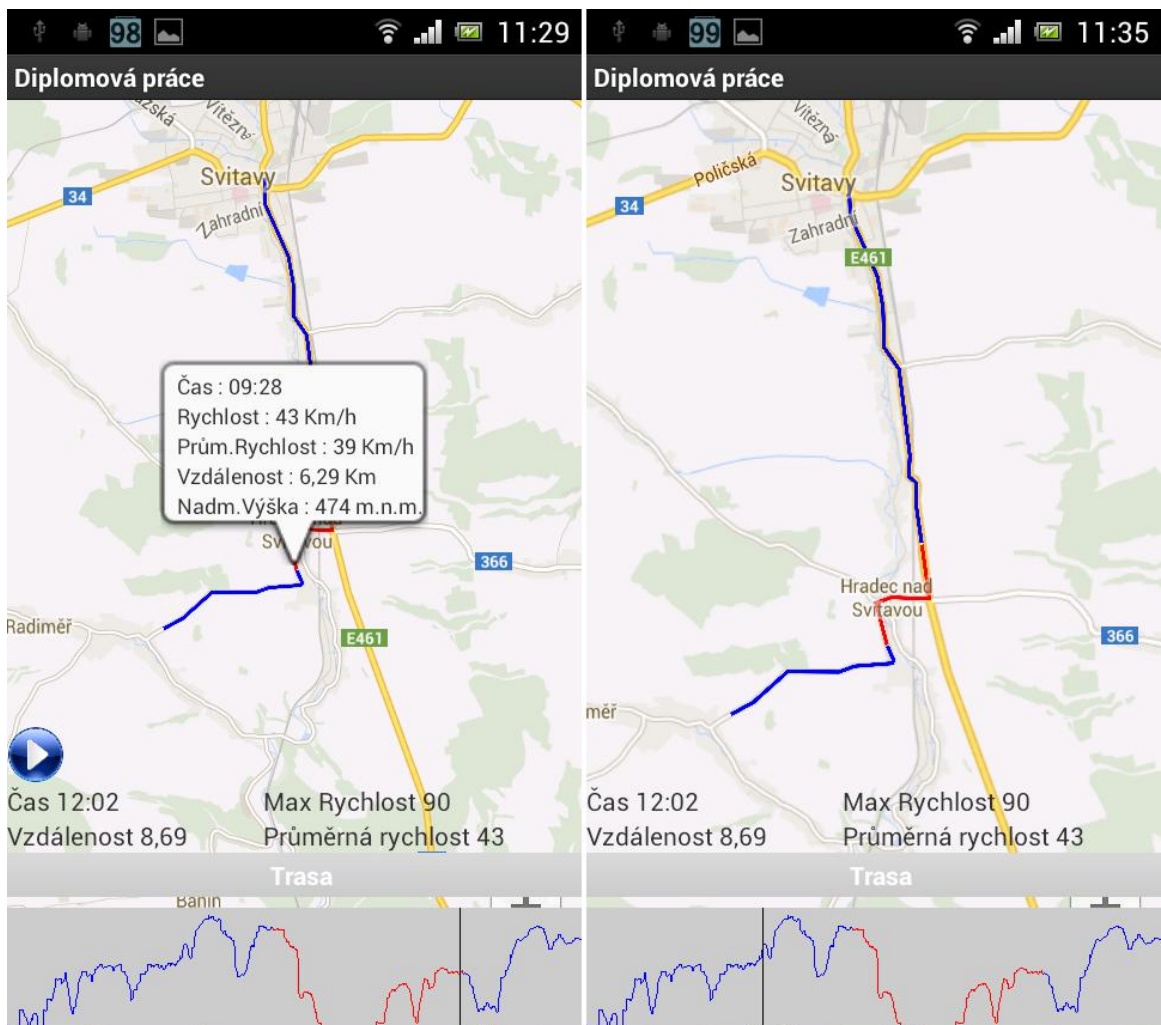 98 11:29
Diplomová práce
Vítězná
Svitavy
34
Zahradní
Čas : 09:28
Rychlost : 43 Km/h
Prům.Rychlost : 39 Km/h
Vzdálenost : 6,29 Km
Nadm.Výška : 474 m.n.m.
366
Radiměř
E461
Čas 12:02 Max Rychlost 90
Vzdálenost 8,69 Průměrná rychlost 43
Trasa
Banín
99 11:35
Diplomová práce
Vítězná
Poličská
Svitavy
34
Zahradní
E461
Hradec nad
Svitavou
366
měř
Čas 12:02 Max Rychlost 90
Vzdálenost 8,69 Průměrná rychlost 43
Trasa